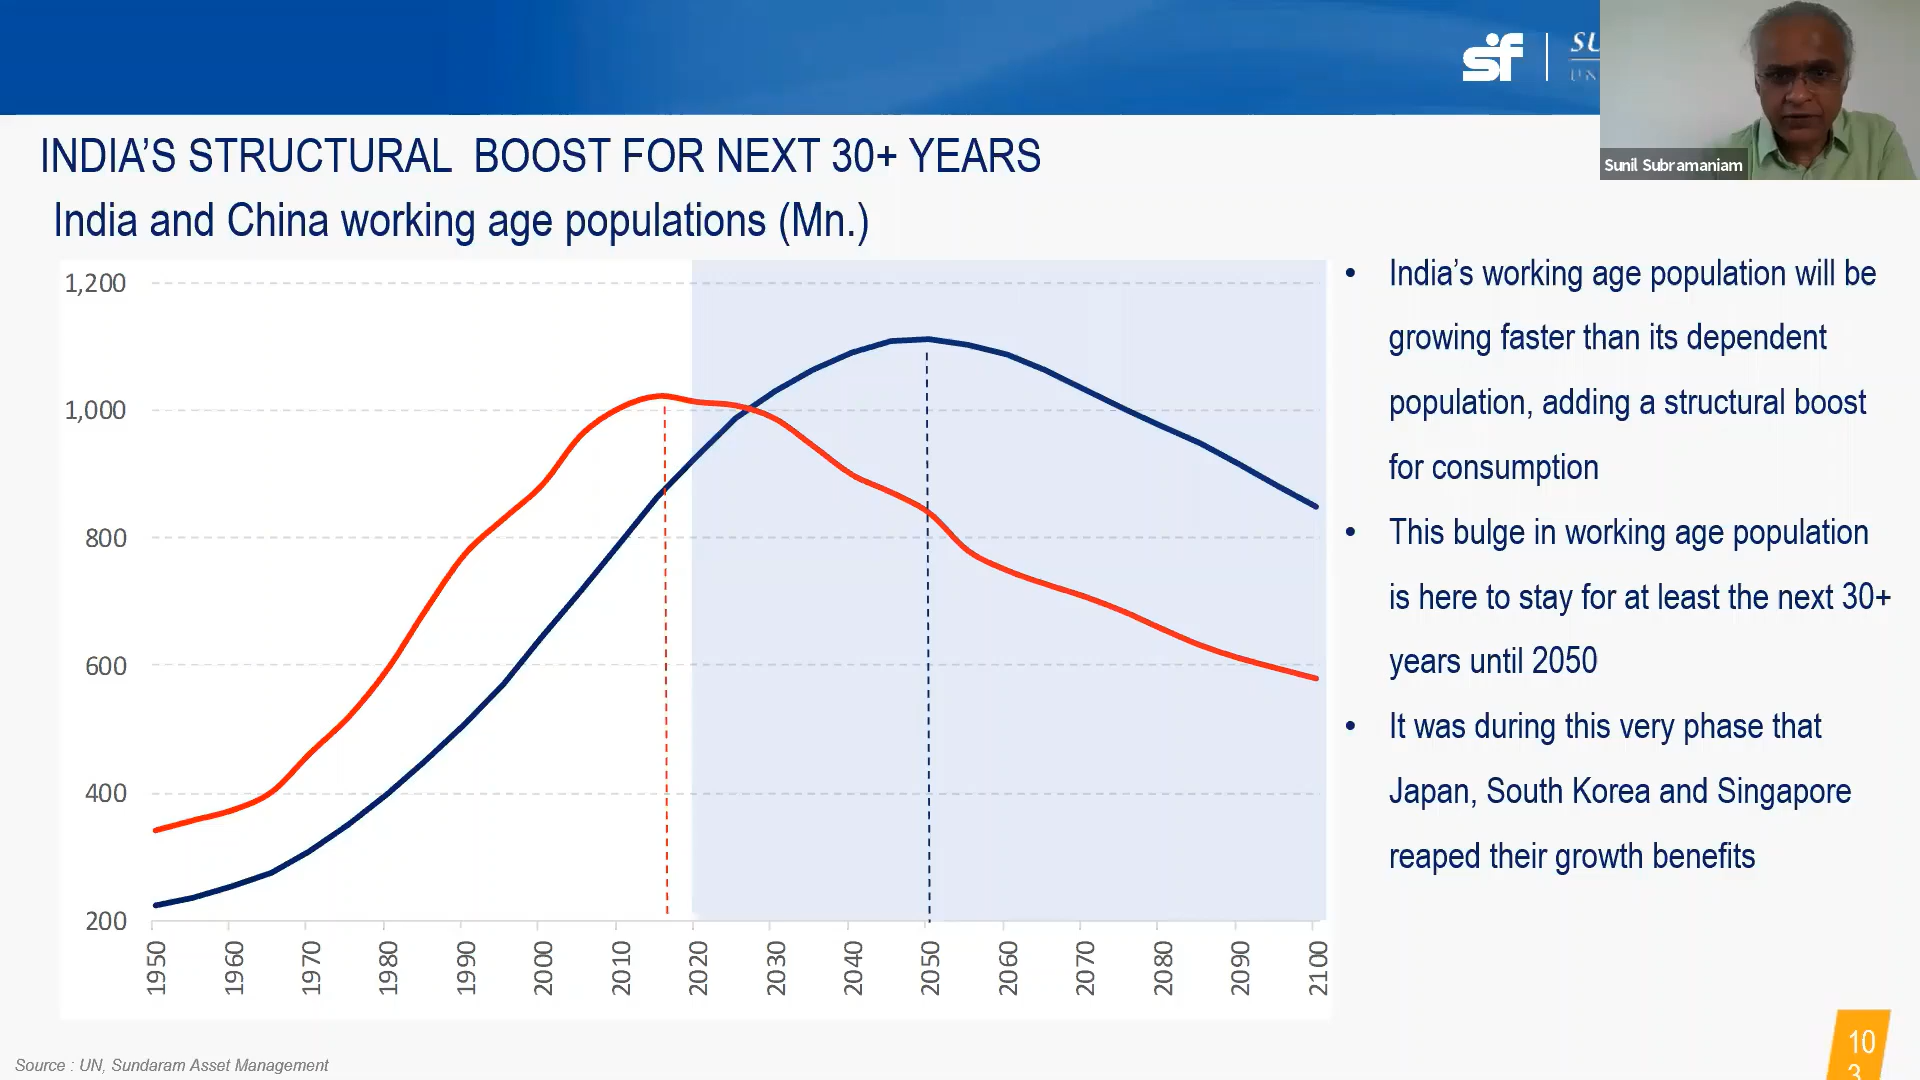 sf
SU
UN
Sunil Subramaniam
INDIA’S STRUCTURAL BOOST FOR NEXT 30+ YEARS
India and China working age populations (Mn.)
1,200
1,000
800
600
400
200
1950
1960
1970
1980
1990
2000
2010
2020
2030
2040
2050
2060
2070
2080
2090
2100
• India’s working age population will be
growing faster than its dependent
population, adding a structural boost
for consumption
• This bulge in working age population
is here to stay for at least the next 30+
years until 2050
• It was during this very phase that
Japan, South Korea and Singapore
reaped their growth benefits
Source : UN, Sundaram Asset Management
10
3